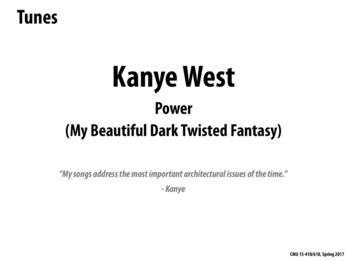 Tunes
Kanye West
Power
(My Beautiful Dark Twisted Fantasy)
“My songs address the most important architectural issues of the time.”
- Kanye
CMU 15-418/618, Spring 2017